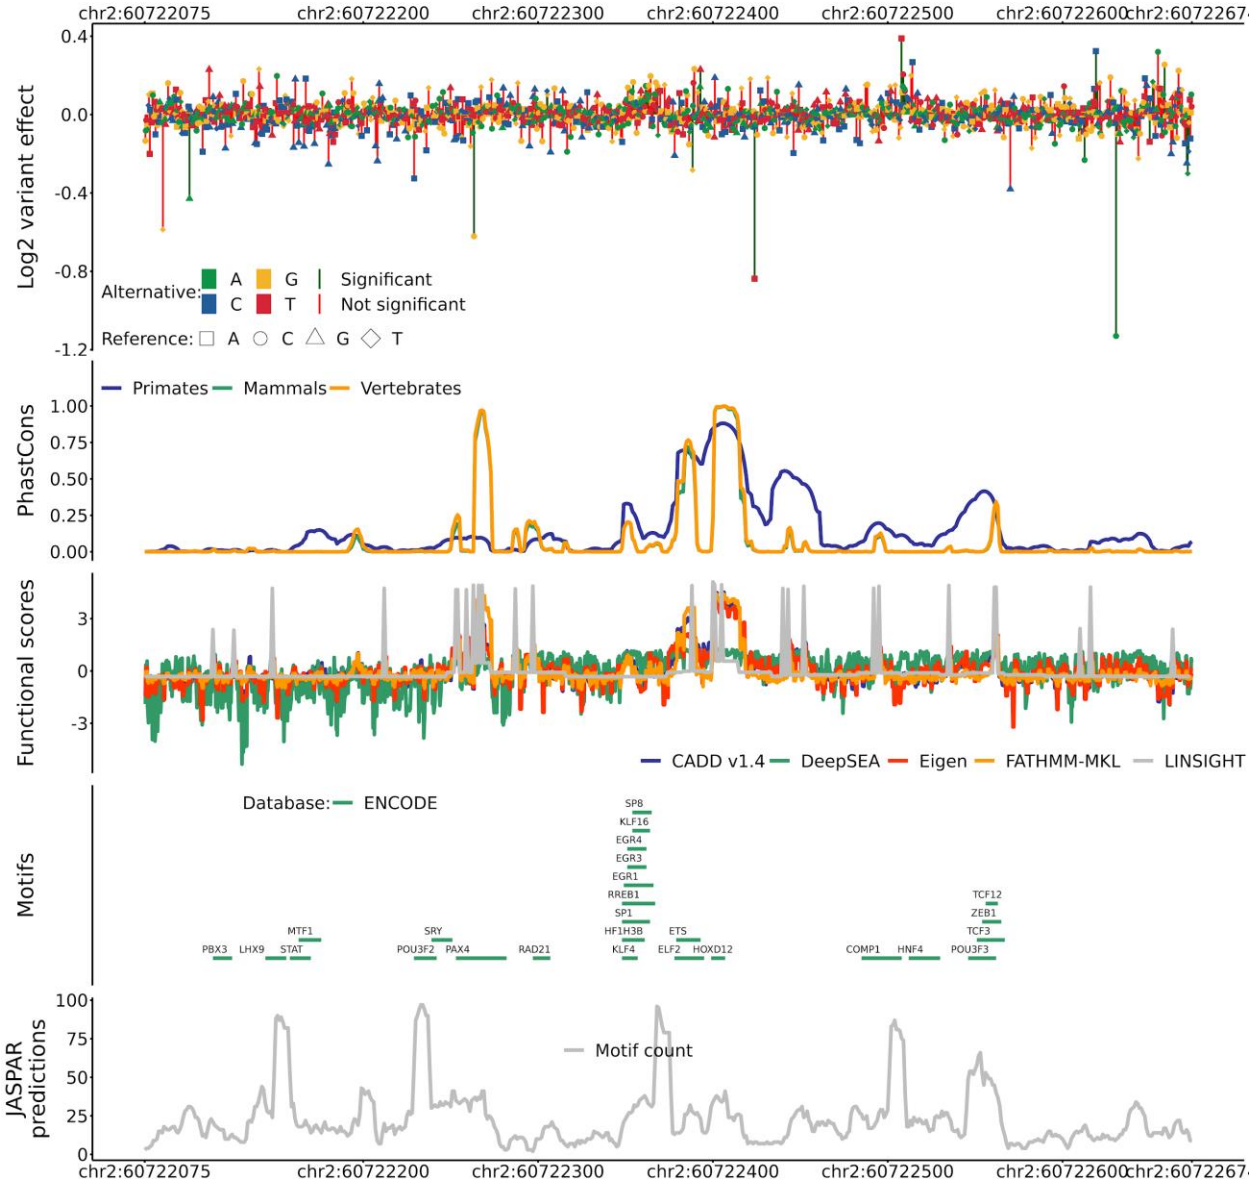 chr2:60722075 chr2:60722200 chr2:60722300 chr2:60722400 chr2:60722500 chr2:60722600 chr2:6072267
Log2 variant effect
0.4
0.0
-0.4
-0.8
-1.2
Alternative: A G Significant
C T Not significant
Reference: A C G T
PhastCons
Primates Mammals Vertebrates
1.00
0.75
0.50
0.25
0.00
Functional scores
3
0
-3
CADD v1.4 DeepSEA Eigen FATHMM-MKL LINSIGHT
Motifs
Database: ENCODE
SP8
KLF16
EGR4
EGR3
EGR1
RREB1 TCF12
SP1 ZEB1
MTF1 SRY HF1H3B ETS TCF3
PBX3 LHX9 STAT POU3F2 PAX4 RAD21 KLF4 ELF2 HOXD12 COMP1 HNF4 POU3F3
JASPAR
predictions
100
75
50
25
0
Motif count
chr2:60722075 chr2:60722200 chr2:60722300 chr2:60722400 chr2:60722500 chr2:60722600 chr2:6072267